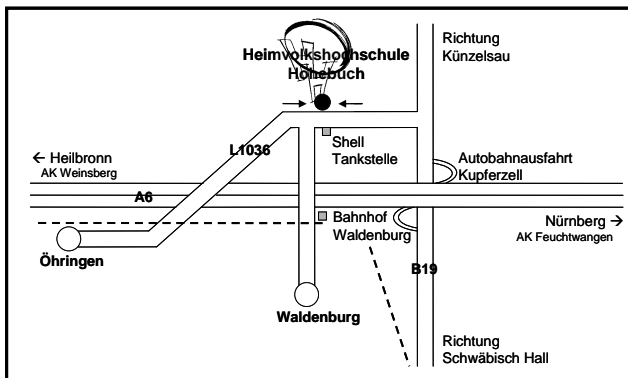 Richtung
Künzelsau
Heimvolkshochschule
Hohebuch
L1036
Shell
Tankstelle
← Heilbronn
AK Weinsberg
Autobahnausfahrt
Kupferzell
A6
Bahnhof
Waldenburg
Nürnberg →
AK Feuchtwangen
Öhringen
B19
Waldenburg
Richtung
Schwäbisch Hall